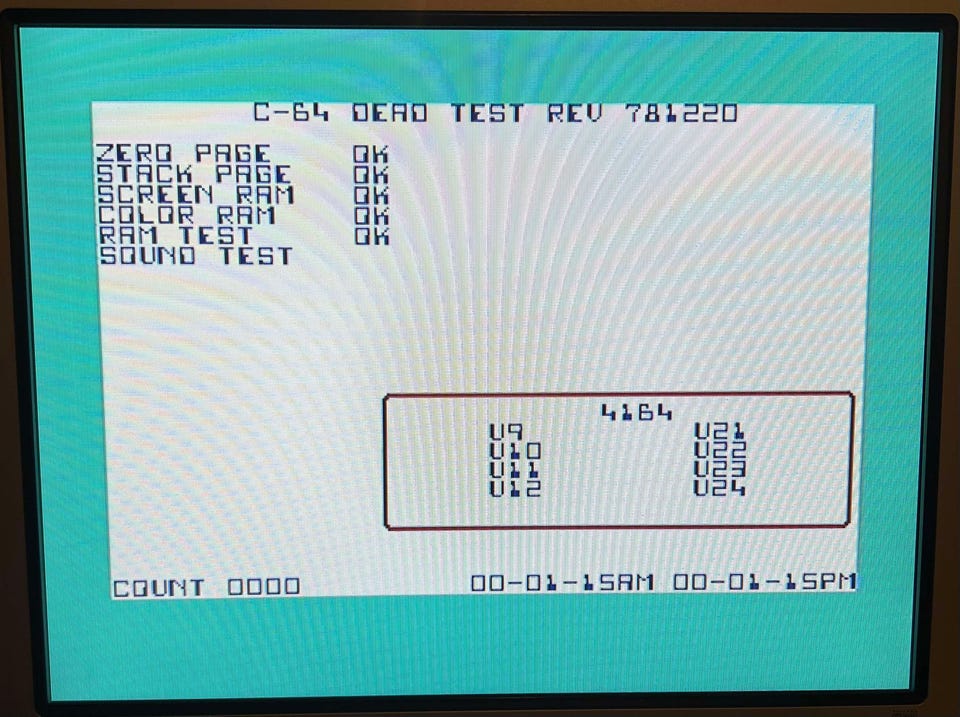 C-64 DEAD TEST REV 781220
ZERO PAGE OK
STACK PAGE OK
SCREEN RAM OK
COLOR RAM OK
RAM TEST OK
SOUND TEST
4164
U9 U21
U10 U22
U11 U23
U12 U24
COUNT 0000 00-01-15AM 00-01-15PM